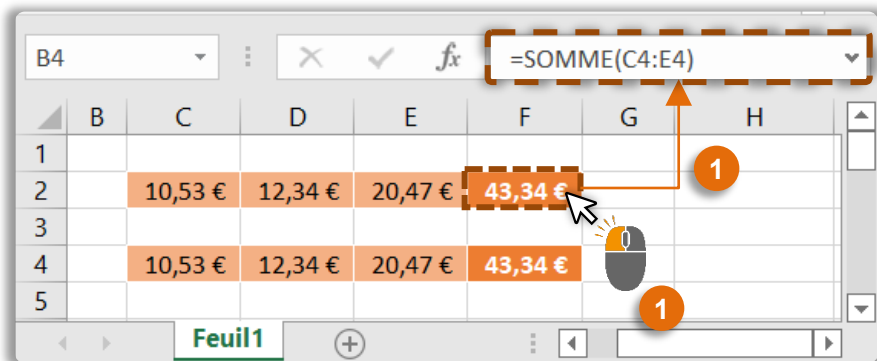 B4 fx =SOMME(C4:E4)
B C D E F G H
1
2 10,53 € 12,34 € 20,47 € 43,34 € 1
3
4 10,53 € 12,34 € 20,47 € 43,34 €
5 1
Feuil1